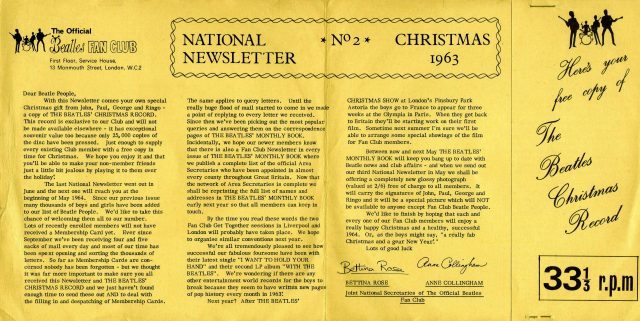 The Official
Beatles FAN CLUB
First Floor, Service House,
13 Monmouth Street, London, W.C.2
NATIONAL
NEWSLETTER
* No 2 *
CHRISTMAS
1963
Dear Beatle People,
With this Newsletter comes your own special
Christmas gift from John, Paul, George and Ringo -
a copy of THE BEATLES' CHRISTMAS RECORD.
This record is exclusive to our Club and will not
be made available elsewhere - it has exceptional
souvenir value too because only 25,000 copies of
the disc have been pressed. Just enough to supply
every existing Club member with a free copy in
time for Christmas. We hope you enjoy it and that
you'll be able to make your non-member friends
just a little bit jealous by playing it to them over
the holiday!
The last National Newsletter went out in
June and the next one will reach you at the
beginning of May 1964. Since our previous issue
many thousands of boys and girls have been added
to our list of Beatle People. We'd like to take this
chance of welcoming them all to our number.
Lots of recently enrolled members will not have
received a Membership Card yet. Ever since
September we've been receiving four and five
sacks of mail every day and most of our time has
been spent opening and sorting the thousands of
letters. So far as Membership Cards are con-
cerned nobody has been forgotten - but we thought
it was far more important to make sure you all
received this Newsletter and THE BEATLES'
CHRISTMAS RECORD and we just haven't found
enough time to send these out AND to deal with
the filling in and despatching of Membership Cards.
The same applies to query letters. Until the
really huge flood of mail started to come in we made
a point of replying to every letter we received.
Since then we've been picking out the most popular
queries and answering them on the correspondence
pages of THE BEATLES' MONTHLY BOOK.
Incidentally, we hope our newer members know
that there is also a Fan Club Newsletter in every
issue of THE BEATLES' MONTHLY BOOK where
we publish a complete list of the official Area
Secretaries who have been appointed in almost
every county throughout Great Britain. Now that
the network of Area Secretaries is complete we
shall be reprinting the full list of names and
addresses in THE BEATLES' MONTHLY BOOK
early next year so that all members can keep in
touch.
By the time you read these words the two
Fan Club Get Together sessions in Liverpool and
London will probably have taken place. We hope
to organise similar conventions next year.
We're all tremendously pleased to see how
successful our fabulous foursome have been with
their latest single "I WANT TO HOLD YOUR
HAND" and their second LP album "WITH THE
BEATLES". We're wondering if there are any
other entertainment world records for the boys to
break because they seem to have written new pages
of pop history every month in 1963!
Next year? After THE BEATLES'
CHRISTMAS SHOW at London's Finsbury Park
Astoria the boys go to France to appear for three
weeks at the Olympia in Paris. When they get back
to Britain they'll be starting work on their first
film. Sometime next summer I'm sure we'll be
able to arrange some special showings of the film
for Fan Club members.
Between now and next May THE BEATLES'
MONTHLY BOOK will keep you bang up to date with
Beatle news and club affairs - and when we send out
our third National Newsletter in May we shall be
offering a completely new glossy photograph
(valued at 2/6) free of charge to all members. It
will carry the signatures of John, Paul, George and
Ringo and it will be a special picture which will NOT
be available to anyone except Fan Club Beatle People.
We'd like to finish by hoping that each and
every one of our Fan Club members will enjoy a
really happy Christmas and a healthy, successful
1964. Or, as the boys might say, "a really fab
Christmas and a gear New Year!".
Lots of good luck
Bettina Rose
Anne Collingham
BETTINA ROSE
ANNE COLLINGHAM
Joint National Secretaries of The Official Beatles
Fan Club
Here's your
free copy of
The
Beatles
Christmas
Record
33 1/3 r.p.m